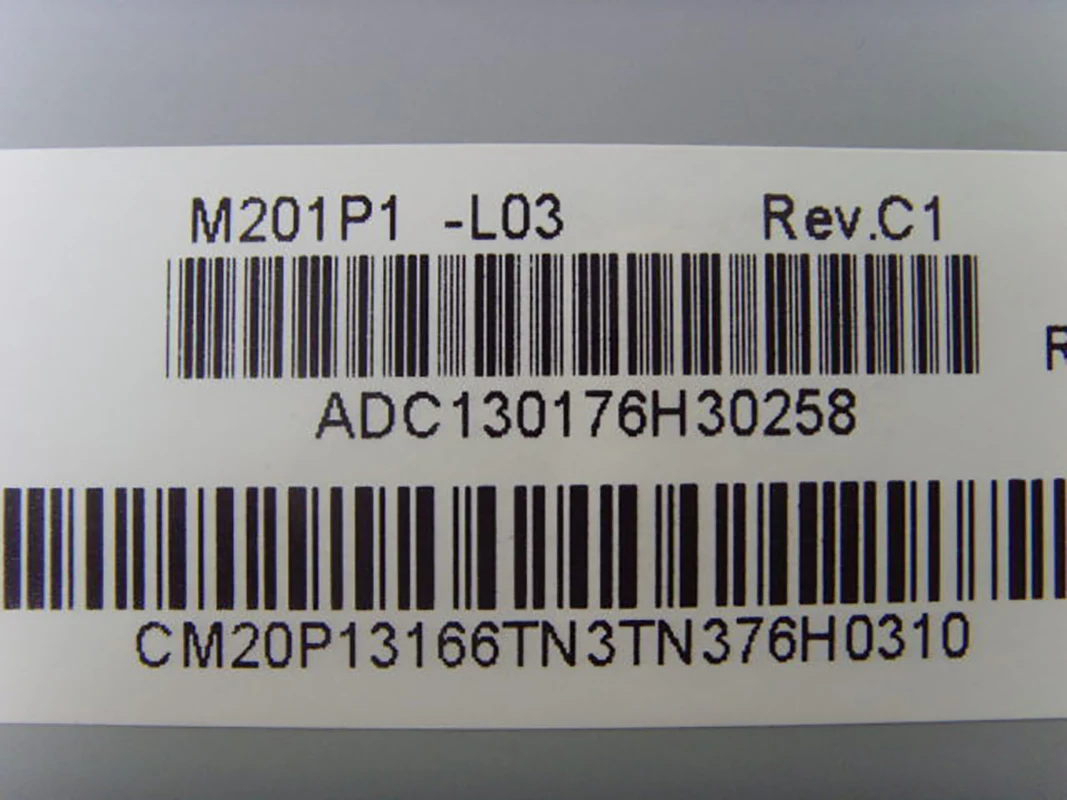 M201P1 -L03 Rev.C1
R
ADC130176H30258
CM20P13166TN3TN376H0310